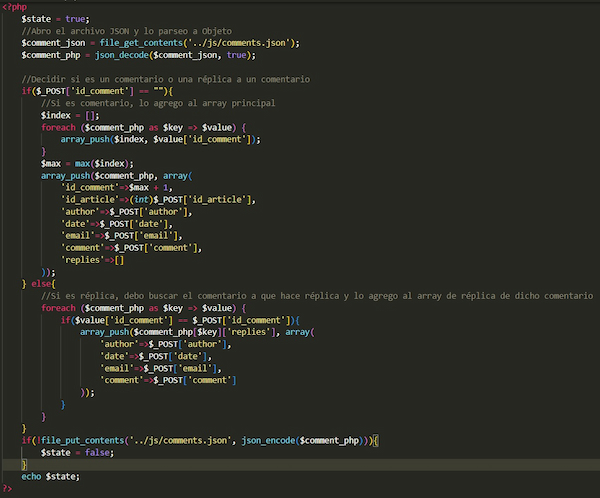 <?php
$state = true;
//Abro el archivo JSON y lo parseo a Objeto
$comment_json = file_get_contents('../js/comments.json');
$comment_php = json_decode($comment_json, true);
//Decidir si es un comentario o una réplica a un comentario
if($_POST['id_comment'] == ""){
//Si es comentario, lo agrego al array principal
$index = [];
foreach ($comment_php as $key => $value) {
array_push($index, $value['id_comment']);
}
$max = max($index);
array_push($comment_php, array(
'id_comment'=>$max + 1,
'id_article'=>(int)$_POST['id_article'],
'author'=>$_POST['author'],
'date'=>$_POST['date'],
'email'=>$_POST['email'],
'comment'=>$_POST['comment'],
'replies'=>[]
));
} else{
//Si es réplica, debo buscar el comentario a que hace réplica y lo agrego al array de réplica de dicho comentario
foreach ($comment_php as $key => $value) {
if($value['id_comment'] == $_POST['id_comment']){
array_push($comment_php[$key]['replies'], array(
'author'=>$_POST['author'],
'date'=>$_POST['date'],
'email'=>$_POST['email'],
'comment'=>$_POST['comment']
));
}
}
}
if(!file_put_contents('../js/comments.json', json_encode($comment_php))){
$state = false;
}
echo $state;
?>